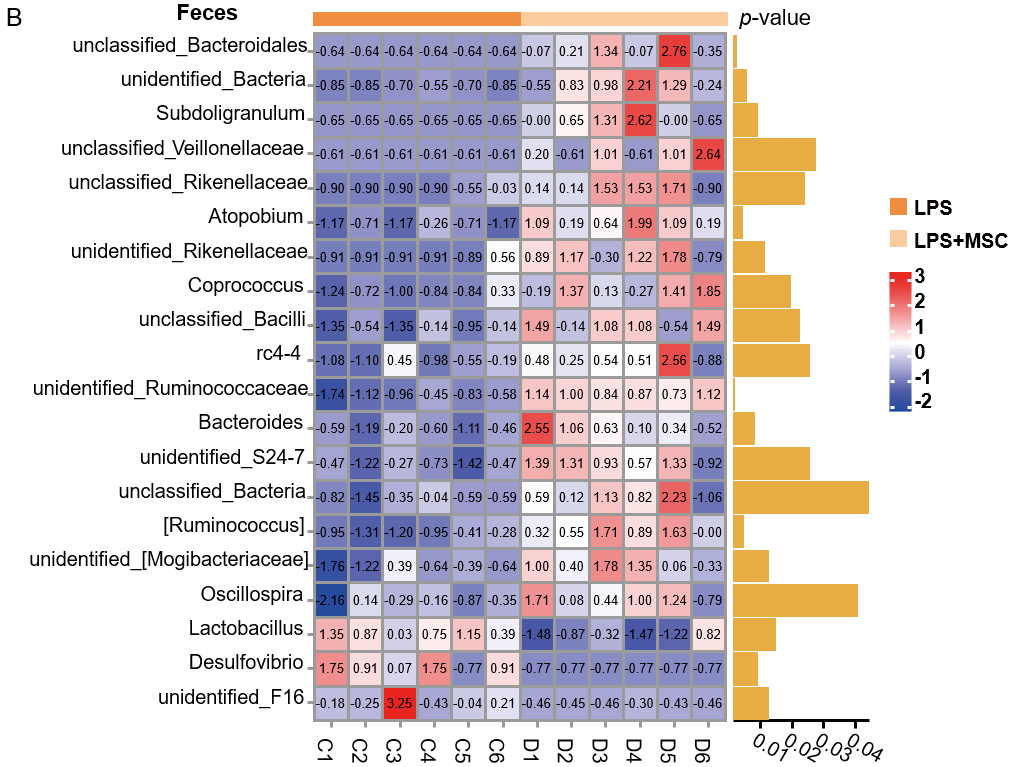 B
Feces
p-value
unclassified_Bacteroidales -0.64 -0.64 -0.64 -0.64 -0.64 -0.64 -0.07 0.21 1.34 -0.07 2.76 -0.35
unidentified_Bacteria -0.85 -0.85 -0.70 -0.55 -0.70 -0.85 -0.55 0.83 0.98 2.21 1.29 -0.24
Subdoligranulum -0.65 -0.65 -0.65 -0.65 -0.65 -0.65 -0.00 0.65 1.31 2.62 -0.00 -0.65
unclassified_Veillonellaceae -0.61 -0.61 -0.61 -0.61 -0.61 -0.61 0.20 -0.61 1.01 -0.61 1.01 2.64
unclassified_Rikenellaceae -0.90 -0.90 -0.90 -0.90 -0.55 -0.03 0.14 0.14 1.53 1.53 1.71 -0.90
Atopobium -1.17 -0.71 -1.17 -0.26 -0.71 -1.17 1.09 0.19 0.64 1.99 1.09 0.19
unidentified_Rikenellaceae -0.91 -0.91 -0.91 -0.91 -0.89 0.56 0.89 1.17 -0.30 1.22 1.78 -0.79
Coprococcus -1.24 -0.72 -1.00 -0.84 -0.84 0.33 -0.19 1.37 0.13 -0.27 1.41 1.85
unclassified_Bacilli -1.35 -0.54 -1.35 -0.14 -0.95 -0.14 1.49 -0.14 1.08 1.08 -0.54 1.49
rc4-4 -1.08 -1.10 0.45 -0.98 -0.55 -0.19 0.48 0.25 0.54 0.51 2.56 -0.88
unidentified_Ruminococcaceae -1.74 -1.12 -0.96 -0.45 -0.83 -0.58 1.14 1.00 0.84 0.87 0.73 1.12
Bacteroides -0.59 -1.19 -0.20 -0.60 -1.11 -0.46 2.55 1.06 0.63 0.10 0.34 -0.52
unidentified_S24-7 -0.47 -1.22 -0.27 -0.73 -1.42 -0.47 1.39 1.31 0.93 0.57 1.33 -0.92
unclassified_Bacteria -0.82 -1.45 -0.35 -0.04 -0.59 -0.59 0.59 0.12 1.13 0.82 2.23 -1.06
[Ruminococcus] -0.95 -1.31 -1.20 -0.95 -0.41 -0.28 0.32 0.55 1.71 0.89 1.63 -0.00
unidentified_[Mogibacteriaceae] -1.76 -1.22 0.39 -0.64 -0.39 -0.64 1.00 0.40 1.78 1.35 0.06 -0.33
Oscillospira -2.16 0.14 -0.29 -0.16 -0.87 -0.35 1.71 0.08 0.44 1.00 1.24 -0.79
Lactobacillus 1.35 0.87 0.03 0.75 1.15 0.39 -1.48 -0.87 -0.32 -1.47 -1.22 0.82
Desulfovibrio 1.75 0.91 0.07 1.75 -0.77 0.91 -0.77 -0.77 -0.77 -0.77 -0.77 -0.77
unidentified_F16 -0.18 -0.25 3.25 -0.43 -0.04 0.21 -0.46 -0.45 -0.46 -0.30 -0.43 -0.46
C1 C2 C3 C4 C5 C6 D1 D2 D3 D4 D5 D6
0.01 0.02 0.03 0.04
LPS
LPS+MSC
3
2
1
0
-1
-2